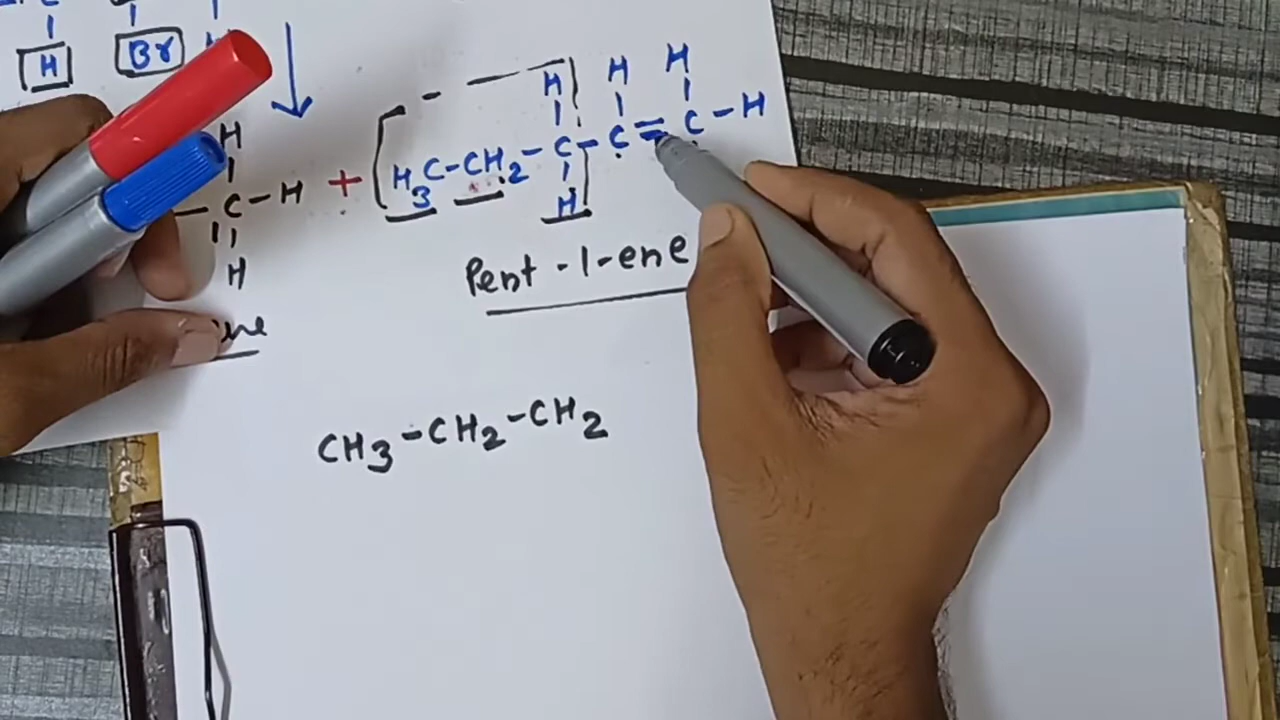 H Br H
H H H
H
H3C-CH2-C-C=C-H
C-H +
H
H
Pent-1-ene
CH3-CH2-CH2